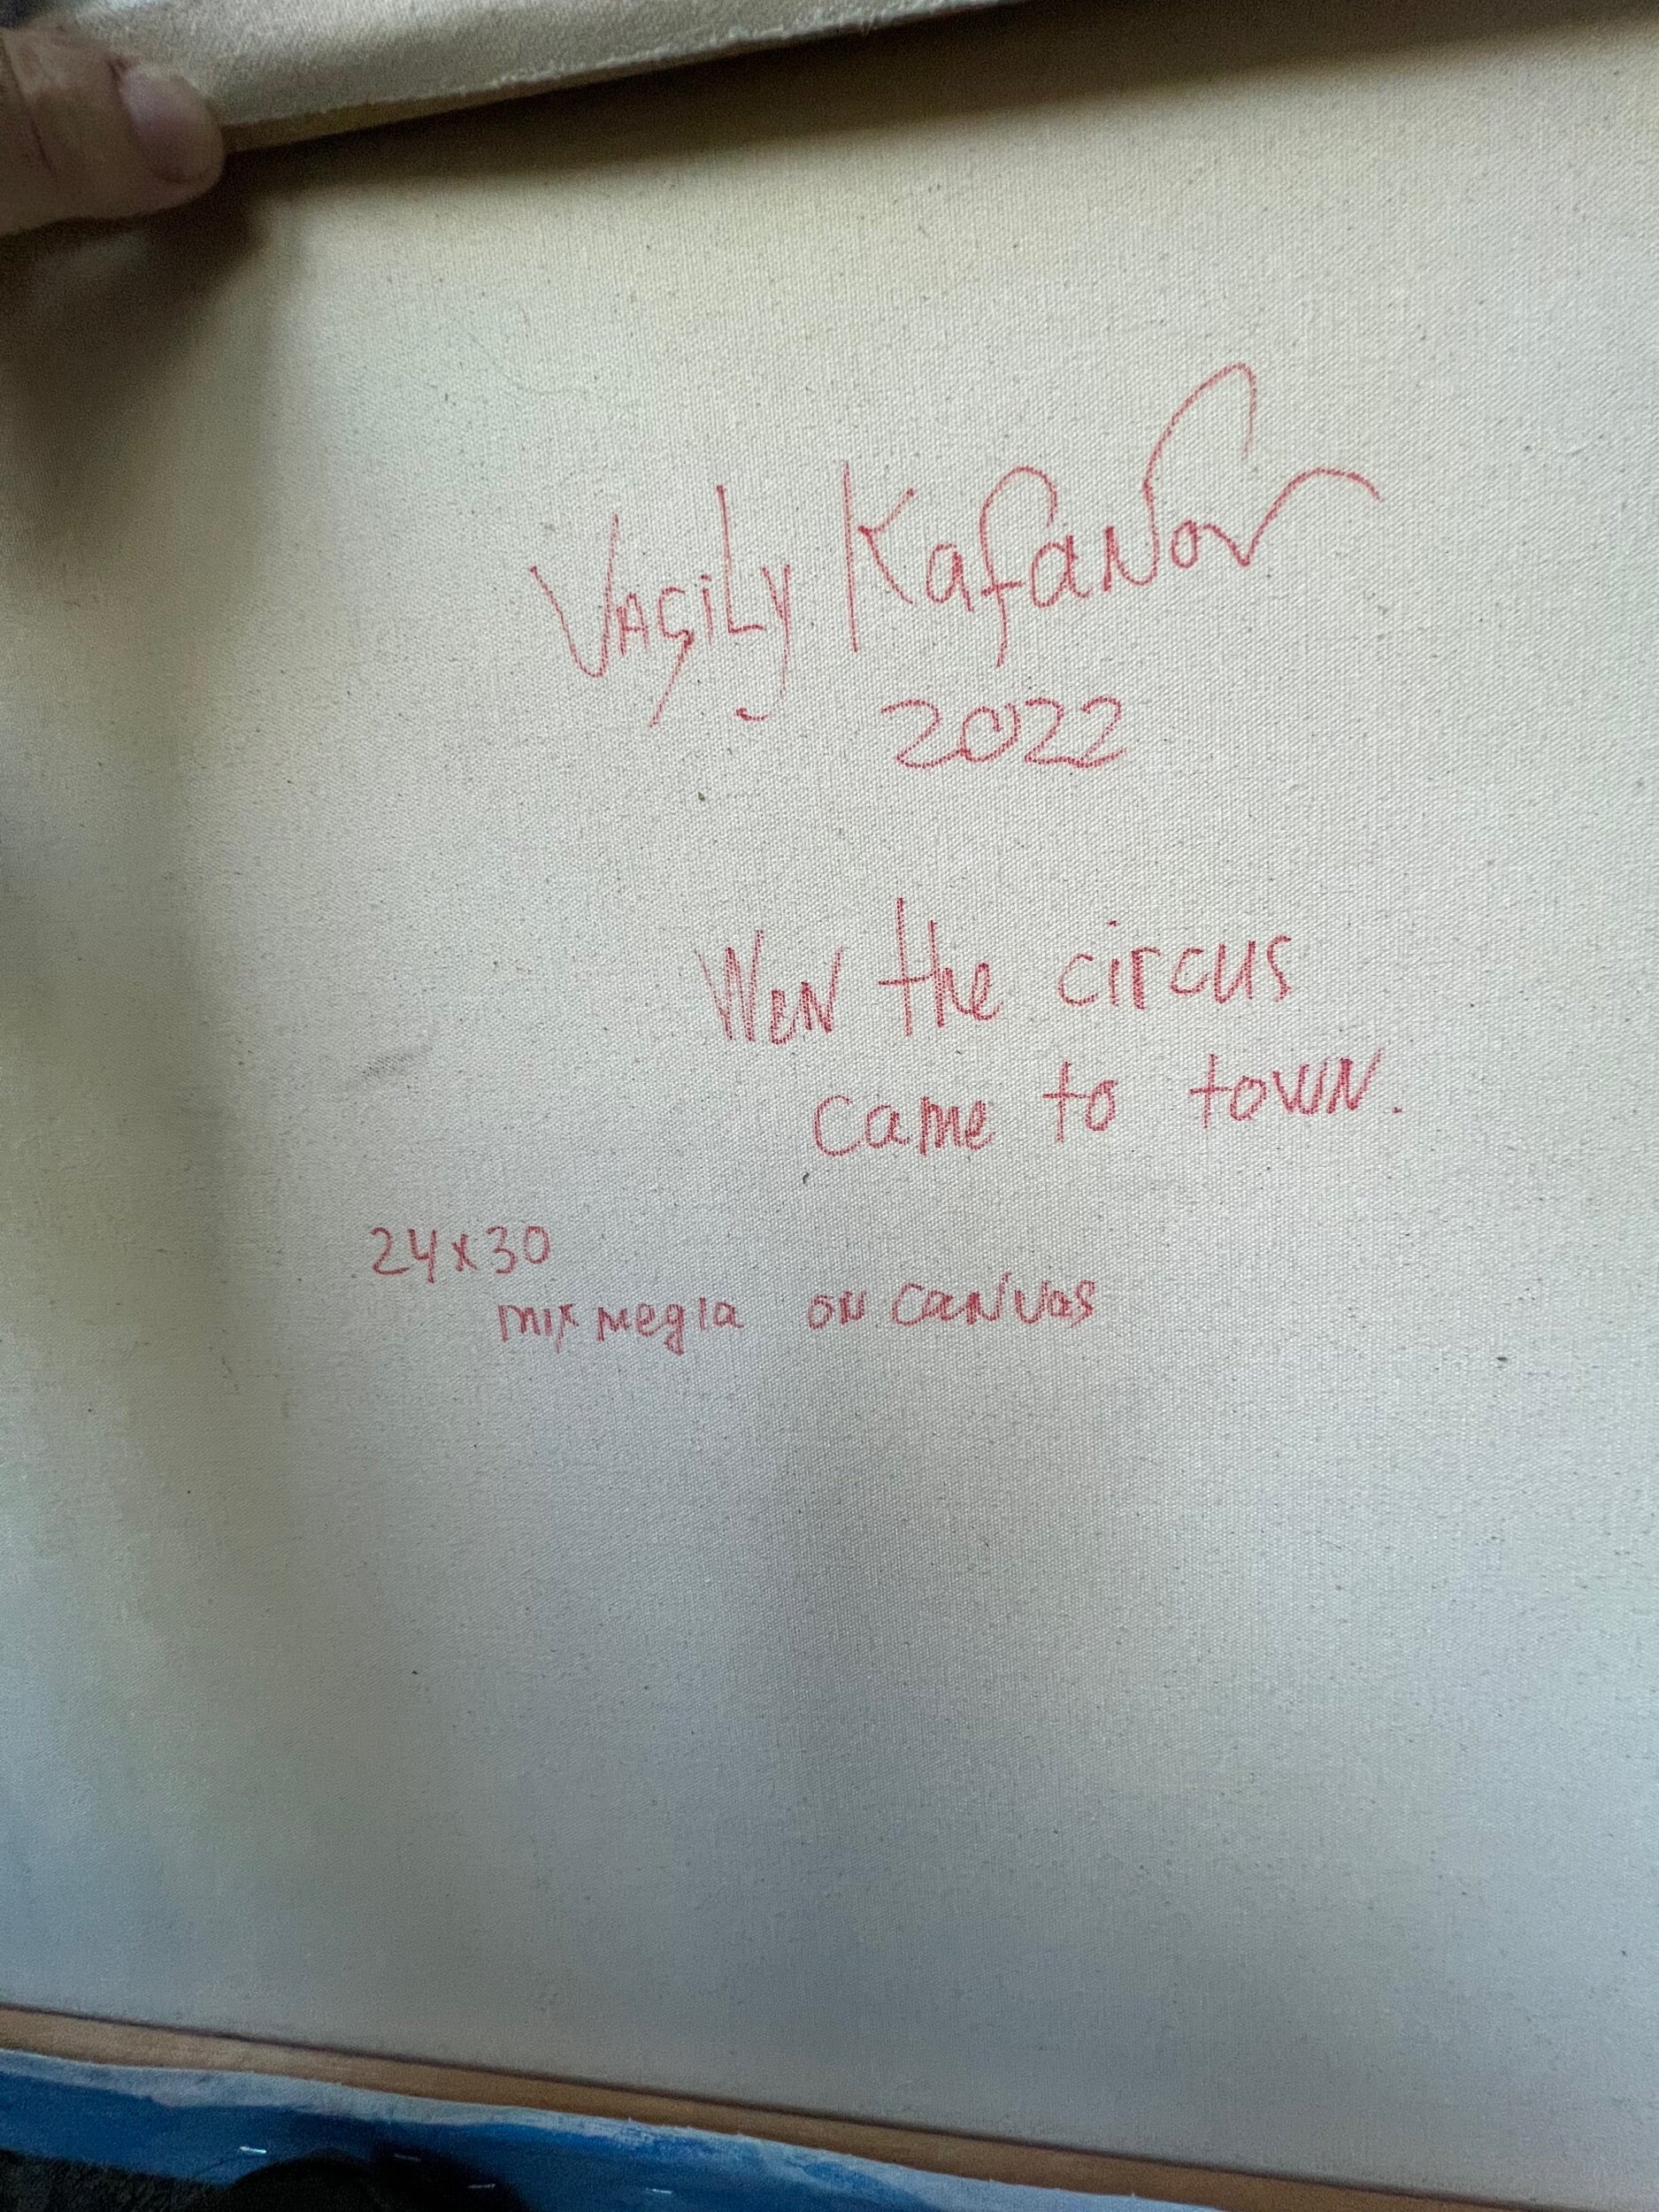 Vasily Kafanov
2022
Wen the circus
came to town.
24x30
mix megia on canvas